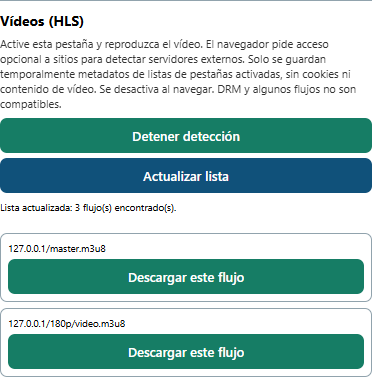 Vídeos (HLS)
Active esta pestaña y reproduzca el vídeo. El navegador pide acceso
opcional a sitios para detectar servidores externos. Solo se guardan
temporalmente metadatos de listas de pestañas activadas, sin cookies ni
contenido de vídeo. Se desactiva al navegar. DRM y algunos flujos no son
compatibles.
Detener detección
Actualizar lista
Lista actualizada: 3 flujo(s) encontrado(s).
127.0.0.1/master.m3u8
Descargar este flujo
127.0.0.1/180p/video.m3u8
Descargar este flujo